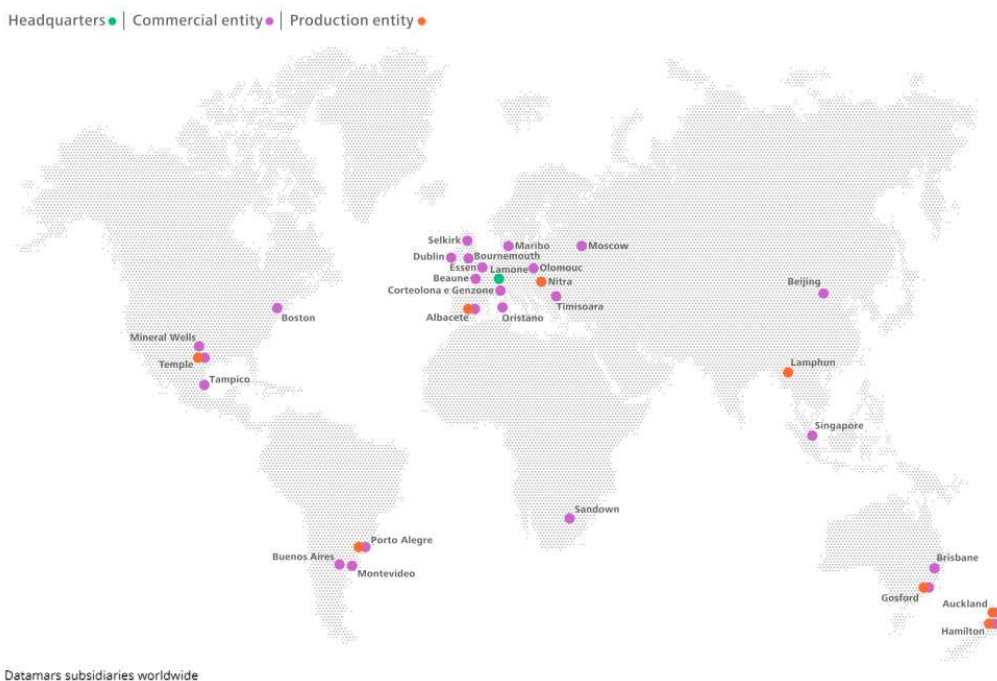 Headquarters | Commercial entity | Production entity
Selkirk
Maribo
Moscow
Dublin
Bournemouth
Essen
Lamone
Olomouc
Beaune
Nitra
Beijing
Corteolona e Genzone
Timisoara
Albacete
Oristano
Boston
Mineral Wells
Temple
Tampico
Lamphun
Singapore
Sandown
Porto Alegre
Buenos Aires
Montevideo
Brisbane
Gosford
Auckland
Hamilton
Datamars subsidiaries worldwide